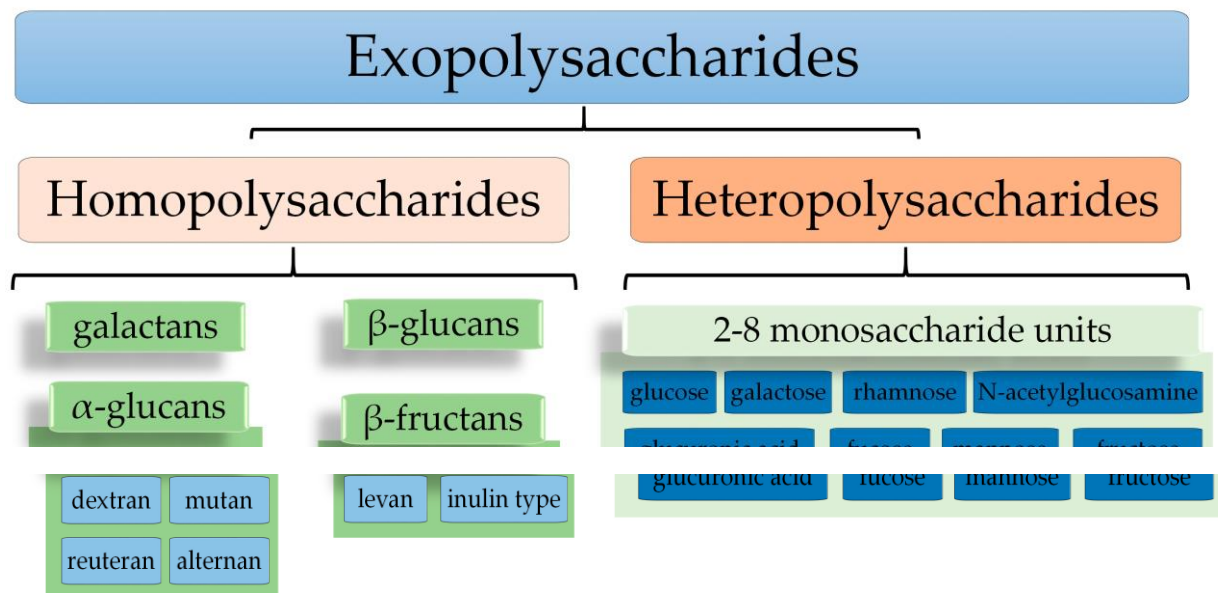 Exopolysaccharides
Homopolysaccharides
Heteropolysaccharides
galactans
α-glucans
dextran
mutan
reuteran
alternan
β-glucans
β-fructans
levan
inulin type
2-8 monosaccharide units
glucose
galactose
rhamnose
N-acetylglucosamine
glucuronic acid
fucose
mannose
fructose